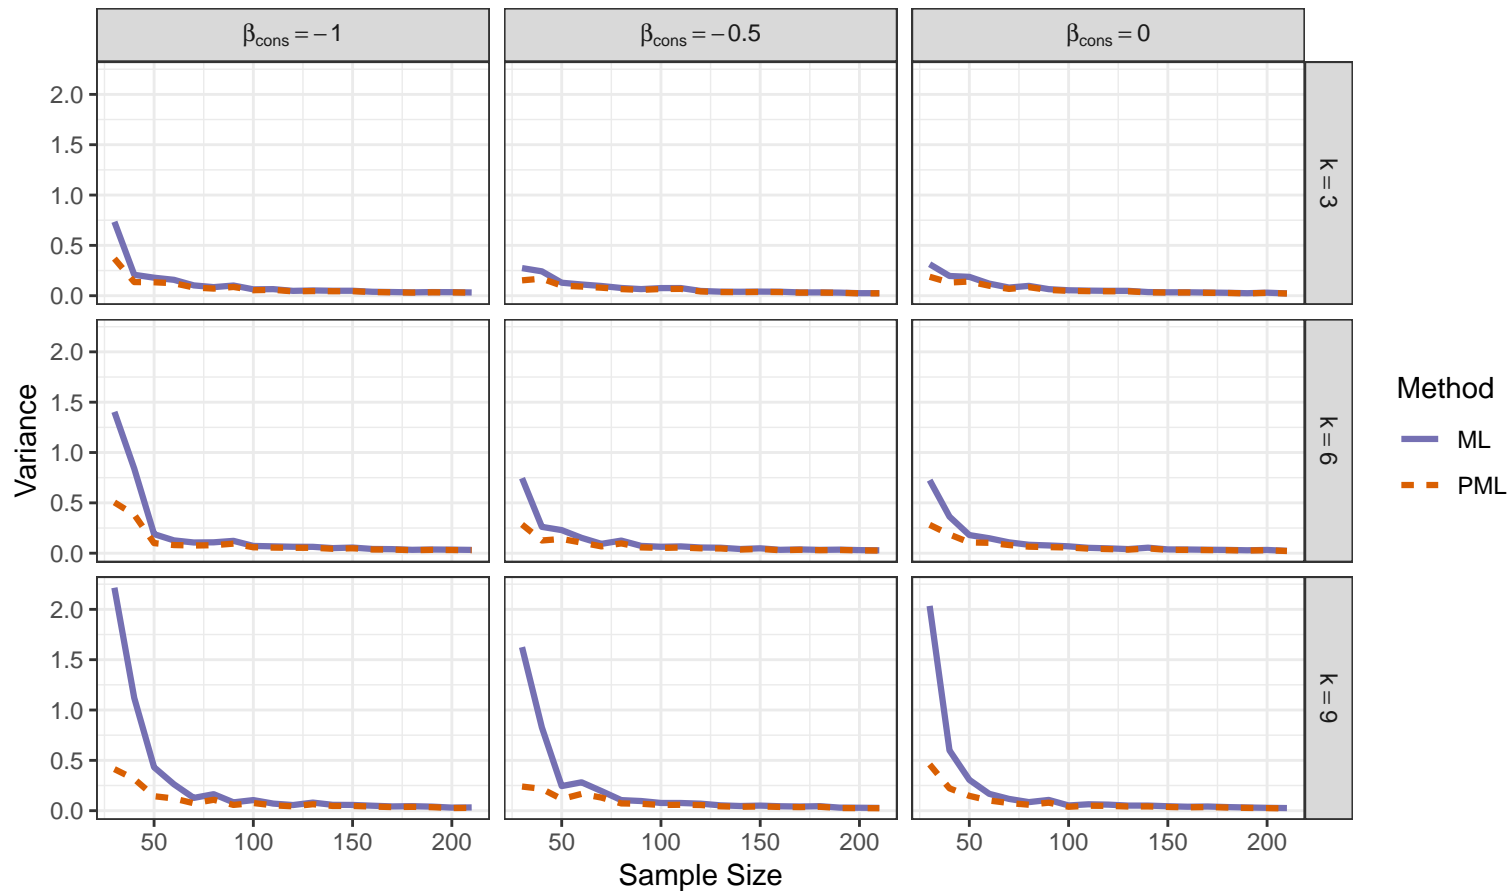 βcons = −1
βcons = −0.5
βcons = 0
2.0
1.5
1.0
0.5
0.0
k = 3
2.0
1.5
1.0
0.5
0.0
k = 6
2.0
1.5
1.0
0.5
0.0
k = 9
50 100 150 200
50 100 150 200
50 100 150 200
Variance
Sample Size
Method
ML
PML